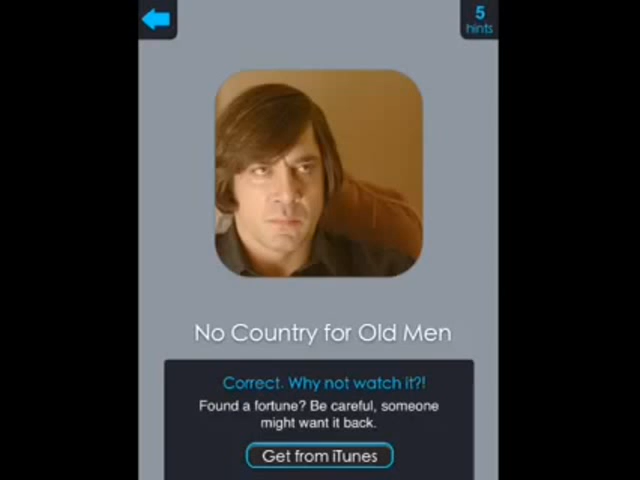 5
hints
No Country for Old Men
Correct. Why not watch it?!
Found a fortune? Be careful, someone
might want it back.
Get from iTunes